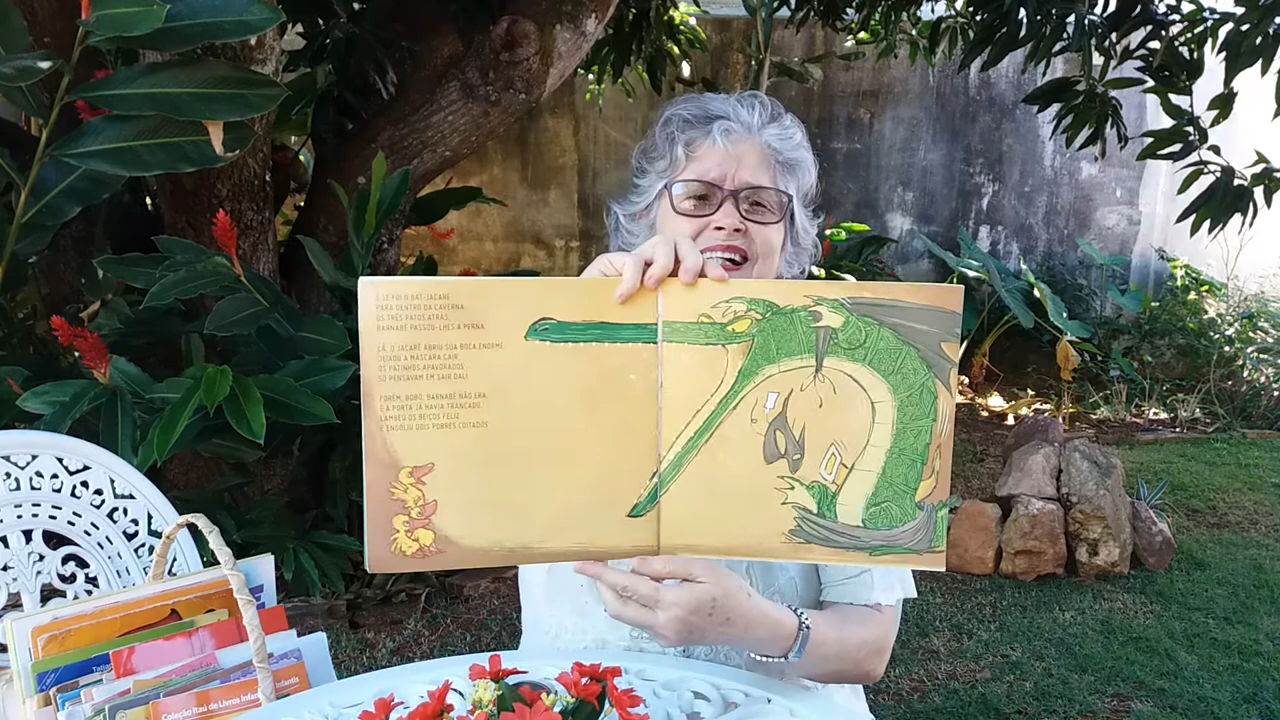 E SE FOI O BAT-JACARÉ
PARA DENTRO DA CAVERNA.
OS TRÊS PATOS ATRÁS,
BARNABÉ PASSOU-LHES A PERNA.
LÁ, O JACARÉ ABRIU SUA BOCA ENORME
DEIXOU A MÁSCARA CAIR,
OS PATINHOS APAVORADOS
SÓ PENSAVAM EM SAIR DALI.
PORÉM, BOBO, BARNABÉ NÃO ERA,
E A PORTA JÁ HAVIA TRANCADO.
LAMBEU OS BEIÇOS FELIZ
E ENGOLIU DOIS POBRES COITADOS
Coleção Itaú de Livros Infantis
Infantis